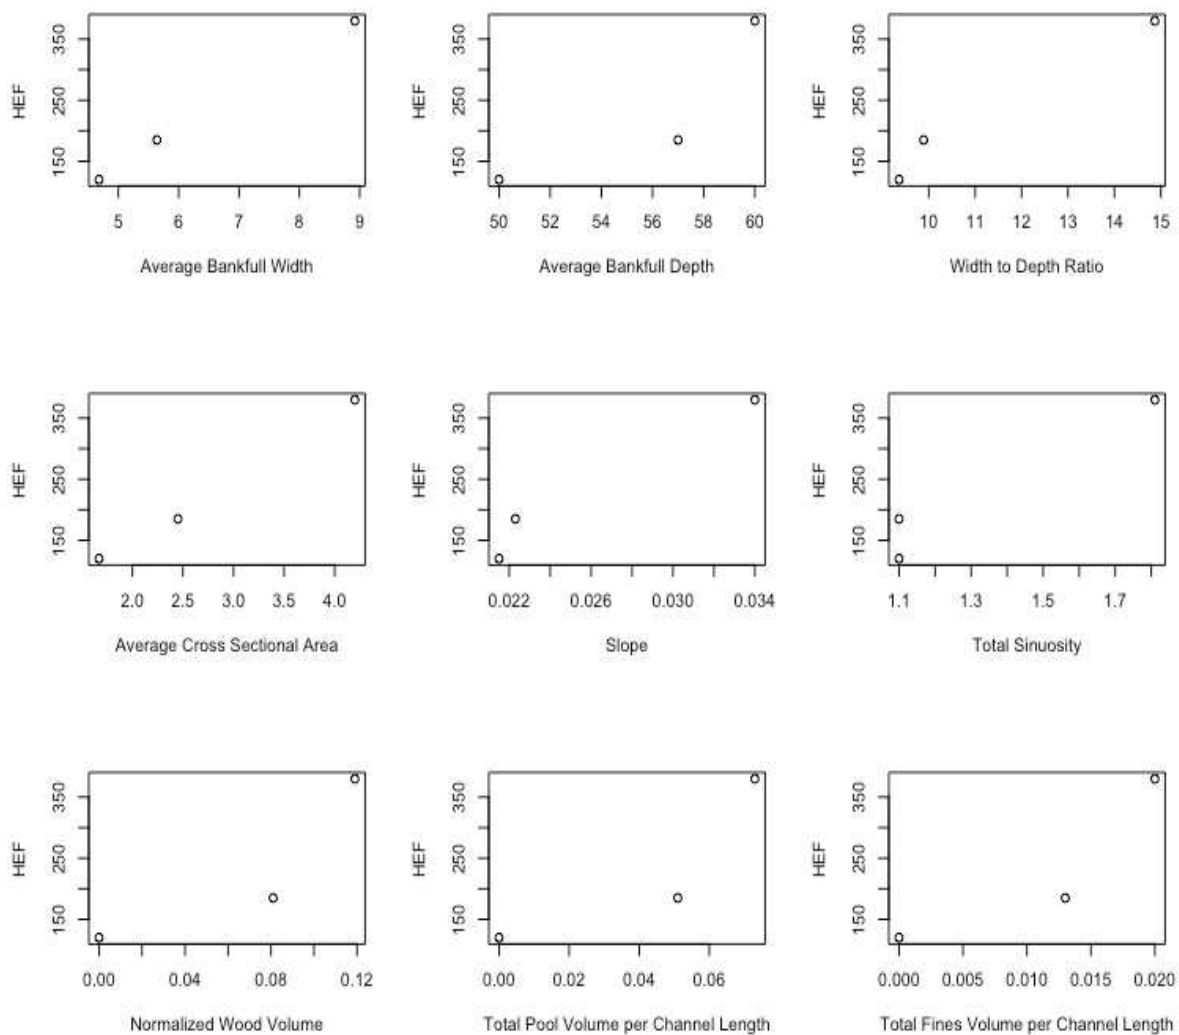 HEF 350 250 150 5 6 7 8 9 Average Bankfull Width
HEF 350 250 150 50 52 54 56 58 60 Average Bankfull Depth
HEF 350 250 150 10 11 12 13 14 15 Width to Depth Ratio
HEF 350 250 150 2.0 2.5 3.0 3.5 4.0 Average Cross Sectional Area
HEF 350 250 150 0.022 0.026 0.030 0.034 Slope
HEF 350 250 150 1.1 1.3 1.5 1.7 Total Sinuosity
HEF 350 250 150 0.00 0.04 0.08 0.12 Normalized Wood Volume
HEF 350 250 150 0.00 0.02 0.04 0.06 Total Pool Volume per Channel Length
HEF 350 250 150 0.000 0.005 0.010 0.015 0.020 Total Fines Volume per Channel Length